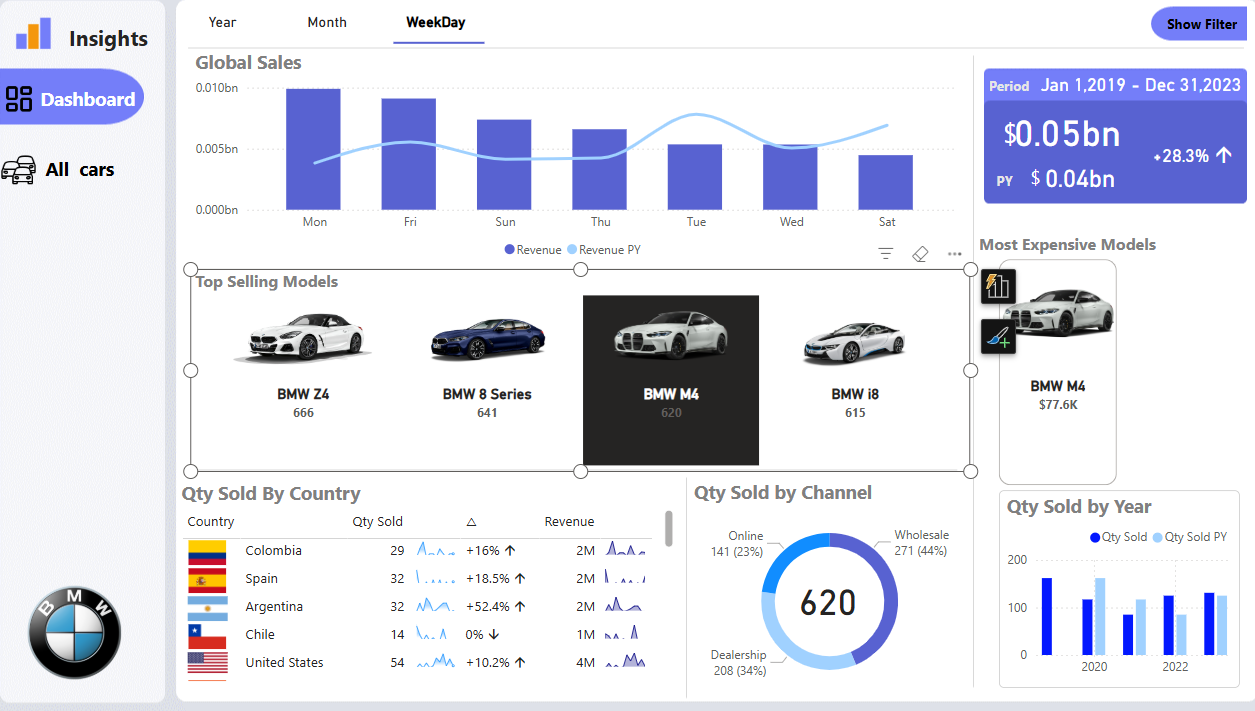 Insights
Dashboard
All cars
BMW
Year Month WeekDay
Show Filter
Global Sales
0.010bn
0.005bn
0.000bn
Mon Fri Sun Thu Tue Wed Sat
Revenue Revenue PY
Period Jan 1,2019 - Dec 31,2023
$0.05bn
+28.3%
PY $ 0.04bn
Top Selling Models
BMW Z4
666
BMW 8 Series
641
BMW M4
620
BMW i8
615
Most Expensive Models
BMW M4
$77.6K
Qty Sold By Country
Country Qty Sold △ Revenue
Colombia 29 +16% ↑ 2M
Spain 32 +18.5% ↑ 2M
Argentina 32 +52.4% ↑ 2M
Chile 14 0% ↓ 1M
United States 54 +10.2% ↑ 4M
Qty Sold by Channel
Online
141 (23%)
Wholesale
271 (44%)
620
Dealership
208 (34%)
Qty Sold by Year
Qty Sold Qty Sold PY
200
100
0
2020 2022